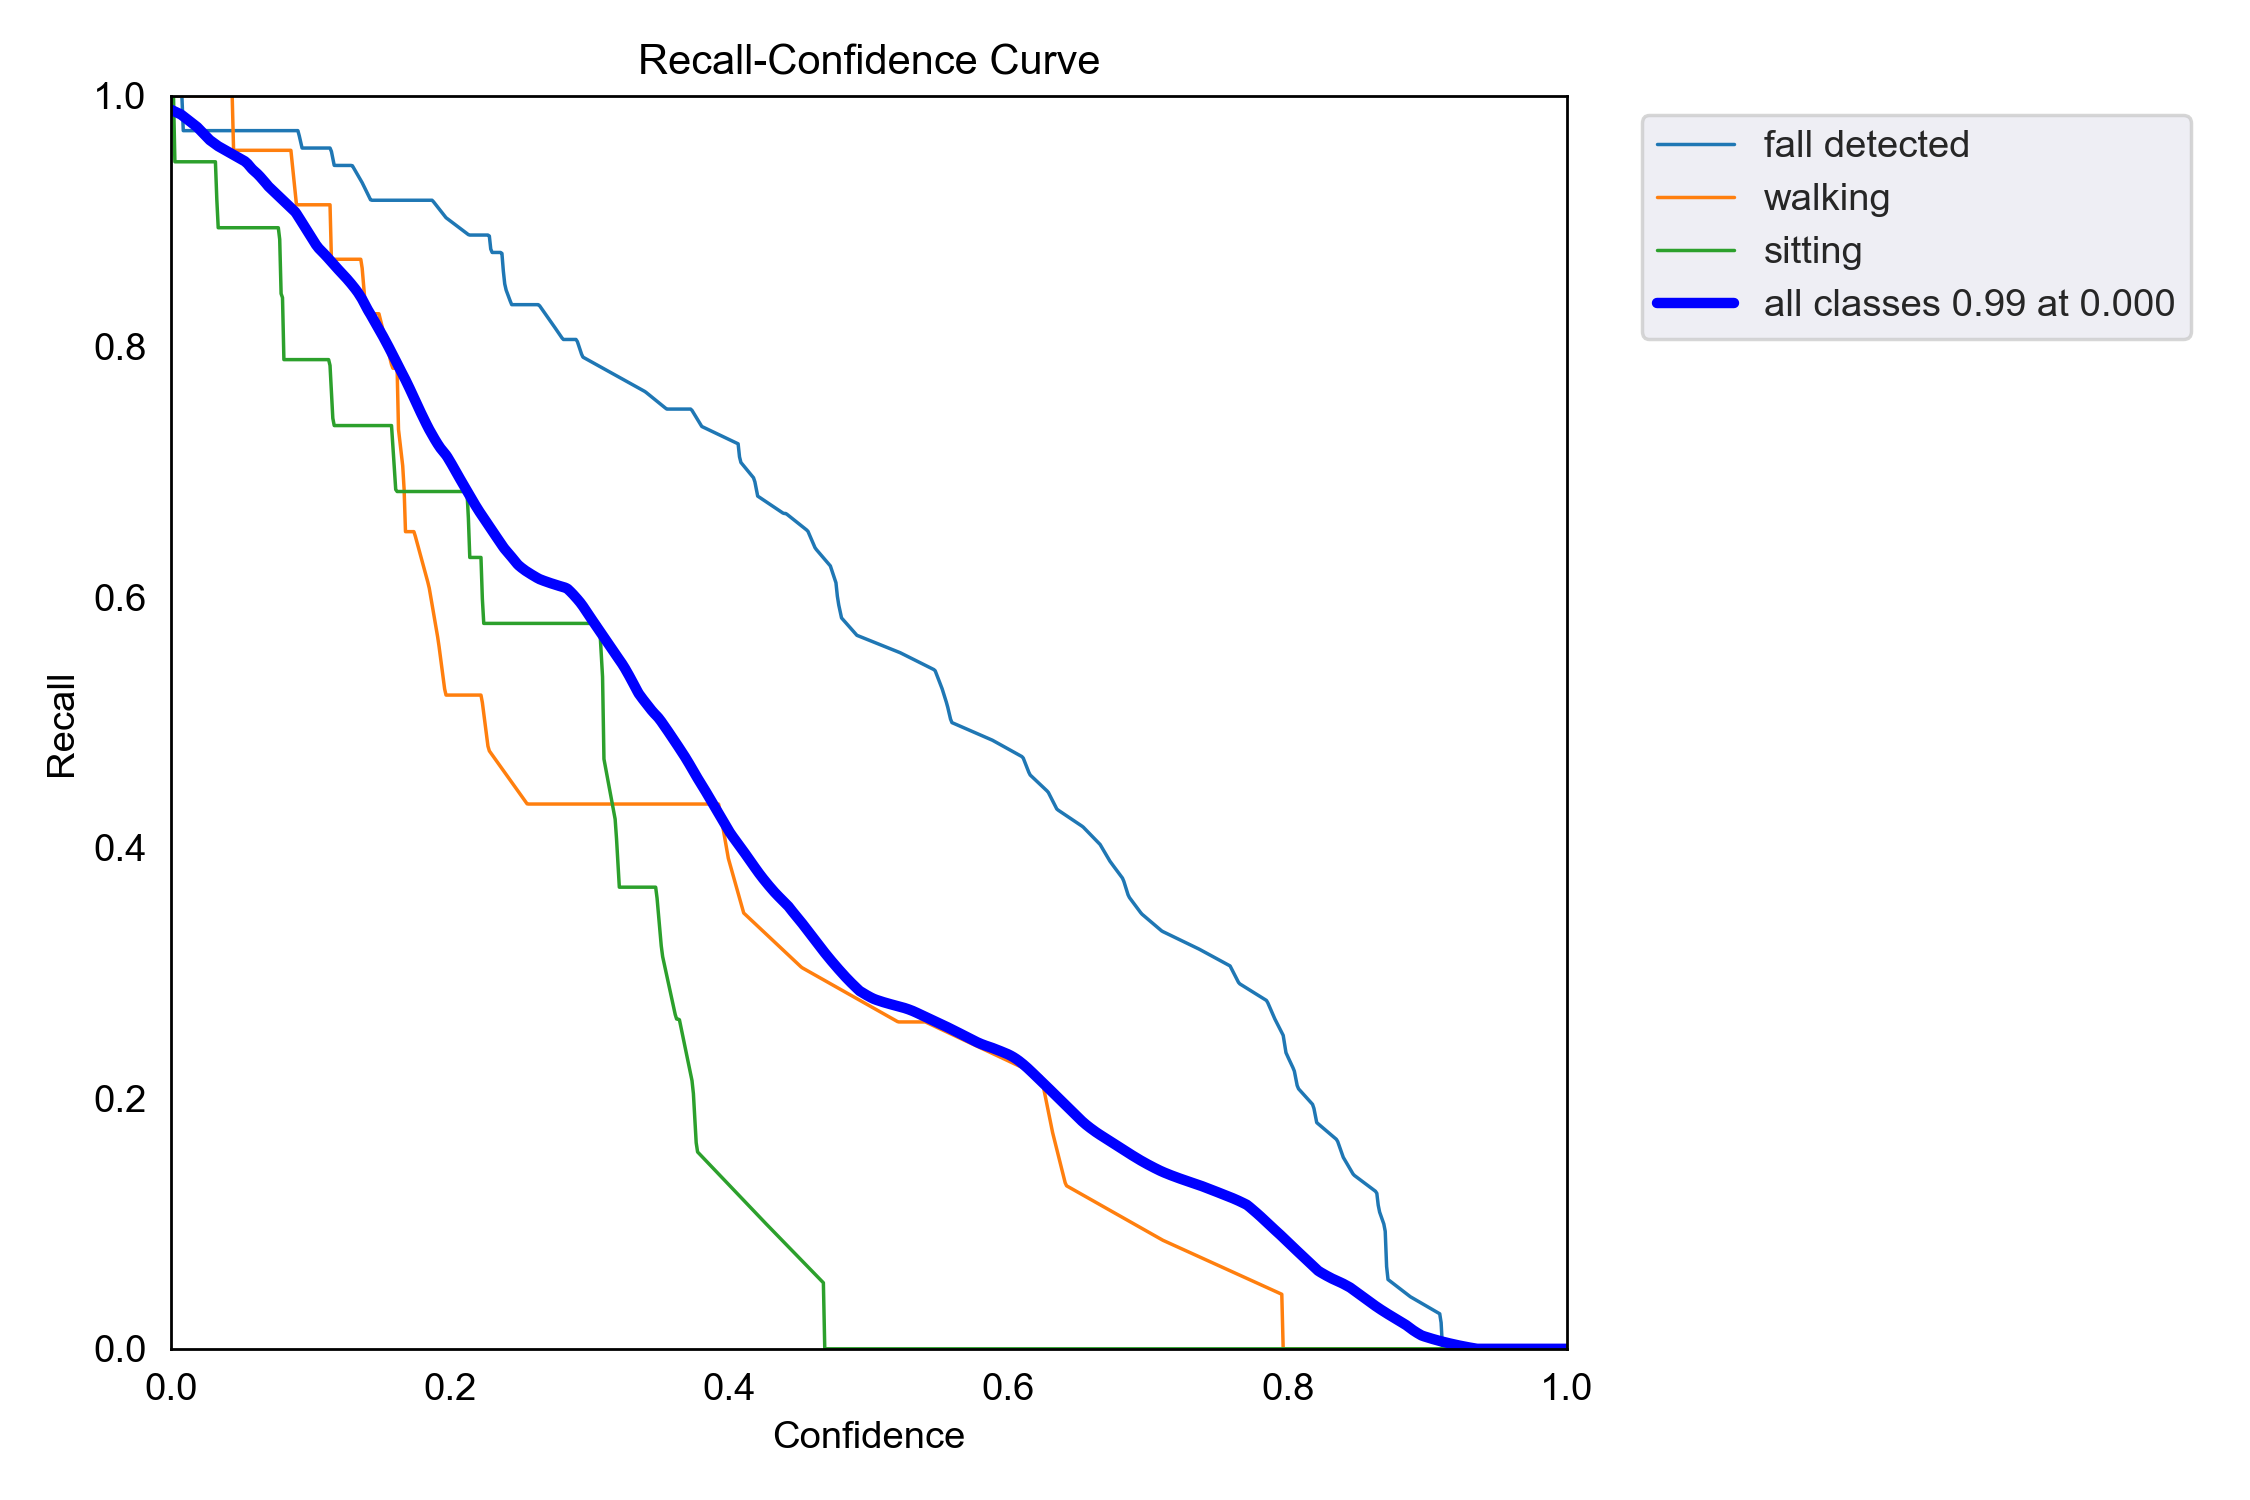 Recall-Confidence Curve
1.0
0.8
0.6
0.4
0.2
0.0
Recall
0.0 0.2 0.4 0.6 0.8 1.0
Confidence
fall detected
walking
sitting
all classes 0.99 at 0.000